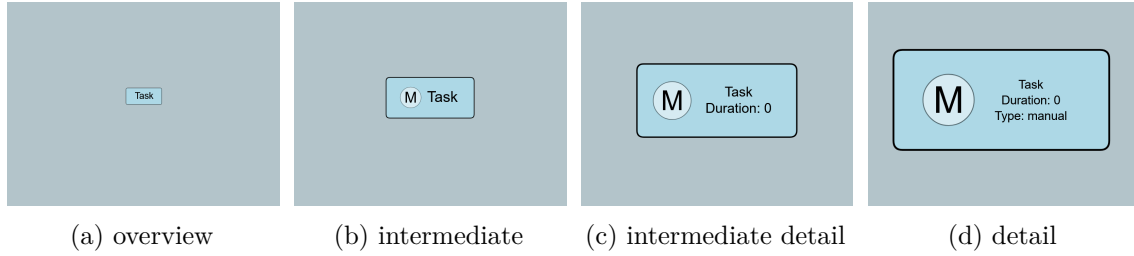 Task
M Task
M
Task
Duration: 0
M
Task
Duration: 0
Type: manual
(a) overview
(b) intermediate
(c) intermediate detail
(d) detail